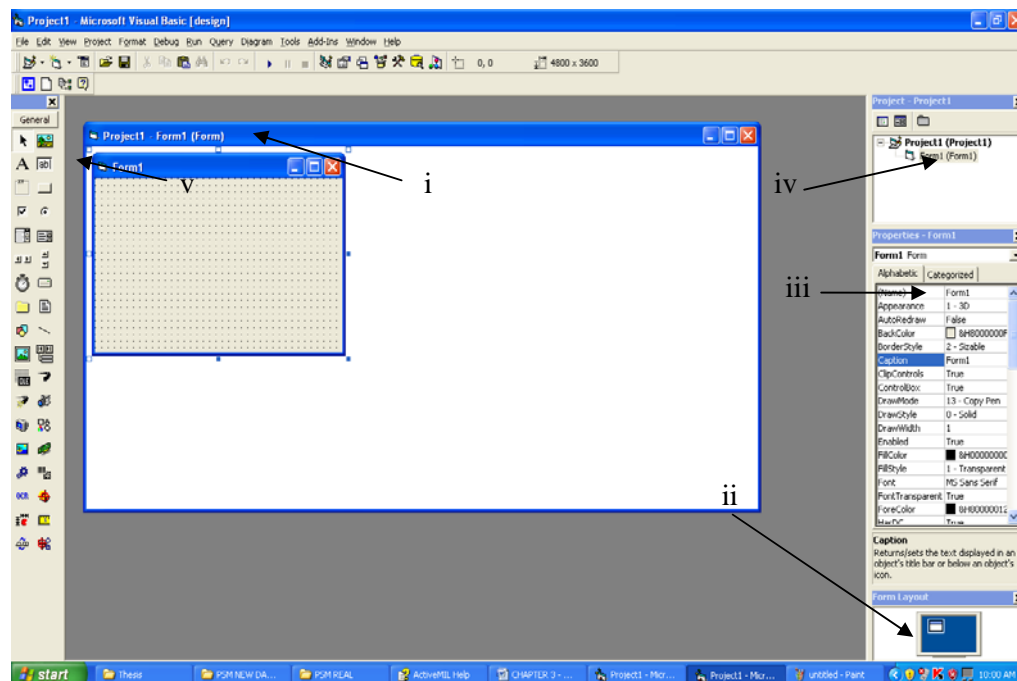 Project1 - Microsoft Visual Basic [design]
File Edit View Project Format Debug Run Query Diagram Tools Add-Ins Window Help
0, 0 4800 x 3600
General
Project1 - Form1 (Form)
Form1
i
v
Project - Project1
Project1 (Project1)
Form1 (Form1)
iv
Properties - Form1
Form1 Form
Alphabetic Categorized
iii
(Name) Form1
Appearance 1 - 3D
AutoRedraw False
BackColor &H8000000F
BorderStyle 2 - Sizable
Caption Form1
ClipControls True
ControlBox True
DrawMode 13 - Copy Pen
DrawStyle 0 - Solid
DrawWidth 1
Enabled True
FillColor &H0000000C
FillStyle 1 - Transparent
Font MS Sans Serif
FontTransparent True
ForeColor &H80000012
HasDC True
ii
Caption
Returns/sets the text displayed in an
object's title bar or below an object's
icon.
Form Layout
start Thesis PSM NEW DA... PSM REAL ActiveMIL Help CHAPTER 3 - ... Project1 - Micr... Project1 - Micr... untitled - Paint 10:00 AM